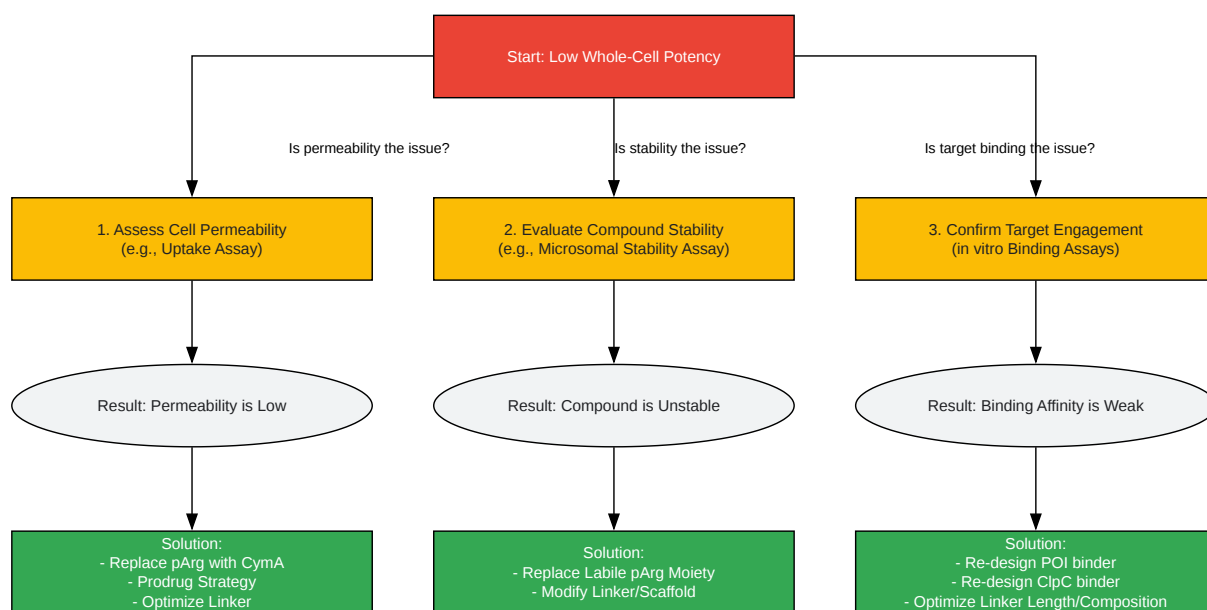 Start: Low Whole-Cell Potency
Is permeability the issue?
Is stability the issue?
Is target binding the issue?
1. Assess Cell Permeability
(e.g., Uptake Assay)
2. Evaluate Compound Stability
(e.g., Microsomal Stability Assay)
3. Confirm Target Engagement
(in vitro Binding Assays)
Result: Permeability is Low
Result: Compound is Unstable
Result: Binding Affinity is Weak
Solution:
- Replace pArg with CymA
- Prodrug Strategy
- Optimize Linker
Solution:
- Replace Labile pArg Moiety
- Modify Linker/Scaffold
Solution:
- Re-design POI binder
- Re-design ClpC binder
- Optimize Linker Length/Composition